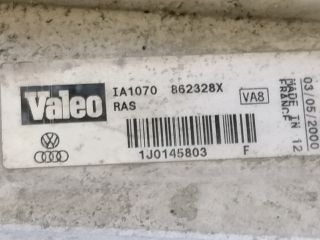 Valeo
IA1070 862328X
RAS
VA8
1J0145803 F
MADE IN 12
FRANCE
03/05/2000